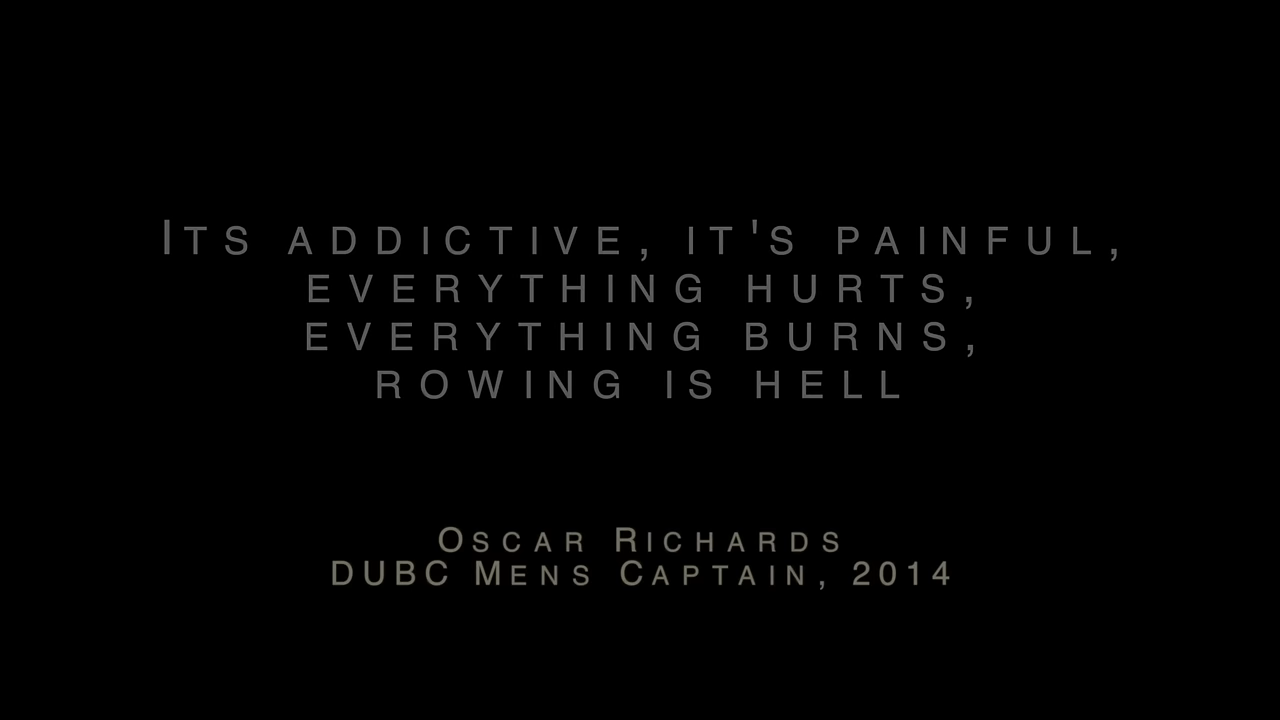 Its addictive, it's painful,
everything hurts,
everything burns,
rowing is hell
Oscar Richards
DUBC Mens Captain, 2014